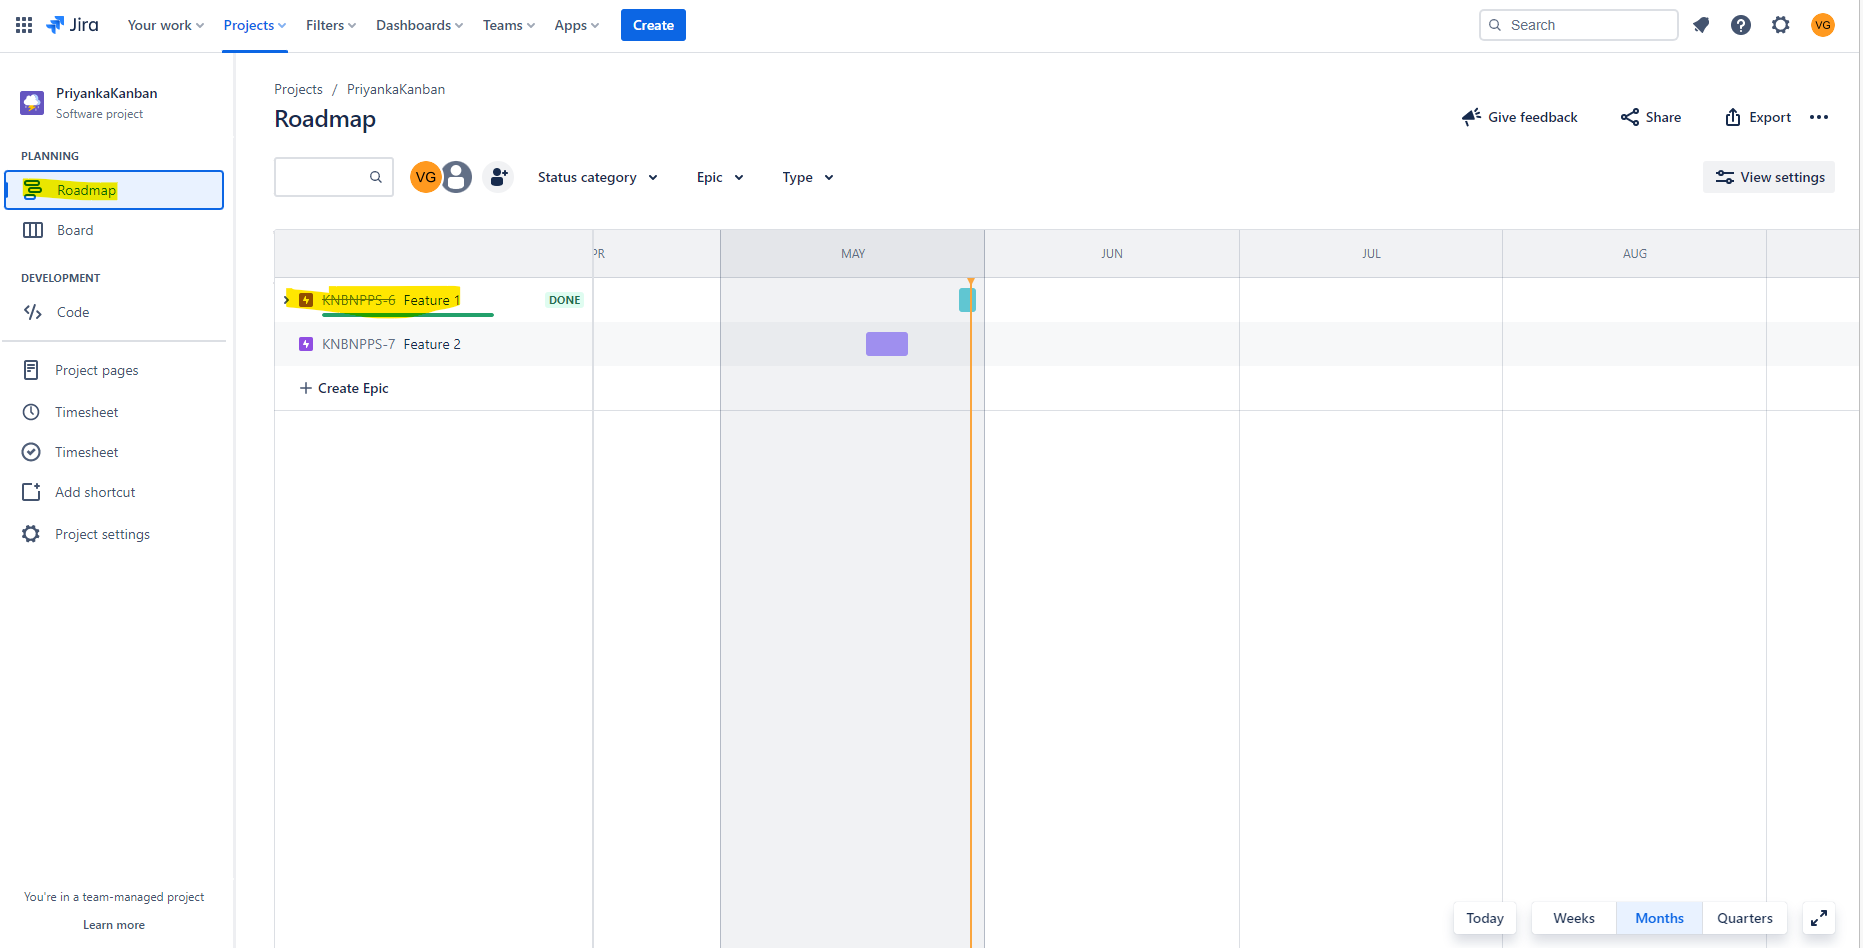 Jira Your work Projects Filters Dashboards Teams Apps Create Search VG
PriyankaKanban
Software project
PLANNING
Roadmap
Board
DEVELOPMENT
Code
Project pages
Timesheet
Timesheet
Add shortcut
Project settings
You're in a team-managed project
Learn more
Projects / PriyankaKanban
Roadmap
Give feedback Share Export
VG Status category Epic Type View settings
PR MAY JUN JUL AUG
KNBNPPS-6 Feature 1 DONE
KNBNPPS-7 Feature 2
+ Create Epic
Today Weeks Months Quarters